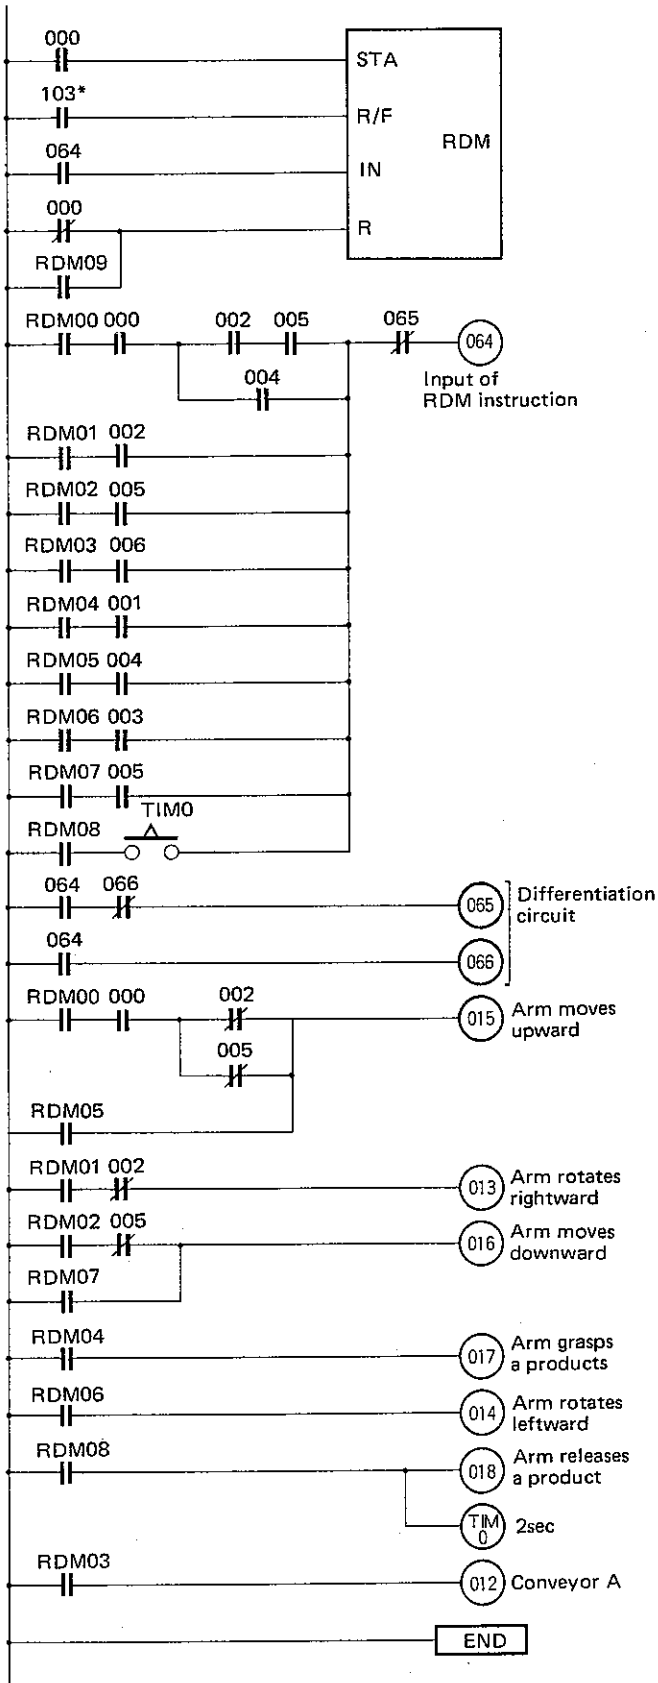 000
STA
103*
R/F
RDM
064
IN
000
R
RDM09
RDM00 000 002 005 065
064
004
Input of
RDM instruction
RDM01 002
RDM02 005
RDM03 006
RDM04 001
RDM05 004
RDM06 003
RDM07 005
TIM0
RDM08
064 066
065
Differentiation
circuit
064
066
RDM00 000 002
015
Arm moves
upward
005
RDM05
RDM01 002
013
Arm rotates
rightward
RDM02 005
016
Arm moves
downward
RDM07
RDM04
017
Arm grasps
a products
RDM06
014
Arm rotates
leftward
RDM08
018
Arm releases
a product
TIM
0
2sec
RDM03
012
Conveyor A
END